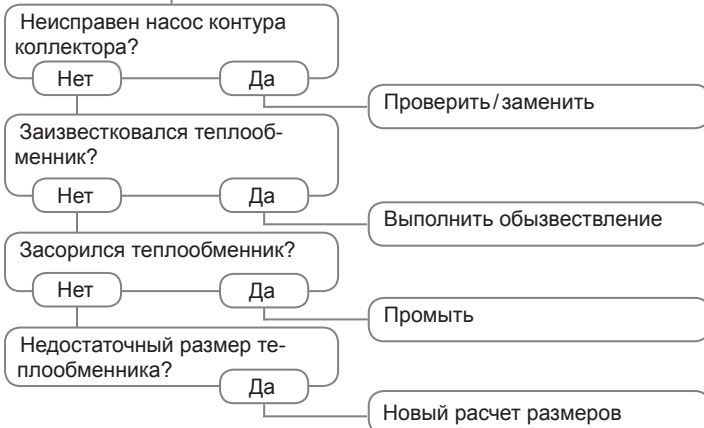 Неисправен насос контура
коллектора?
Нет
Да
Проверить/заменить
Заизвестковался теплооб-
менник?
Нет
Да
Выполнить обызвествление
Засорился теплообменник?
Нет
Да
Промыть
Недостаточный размер те-
плообменника?
Да
Новый расчет размеров